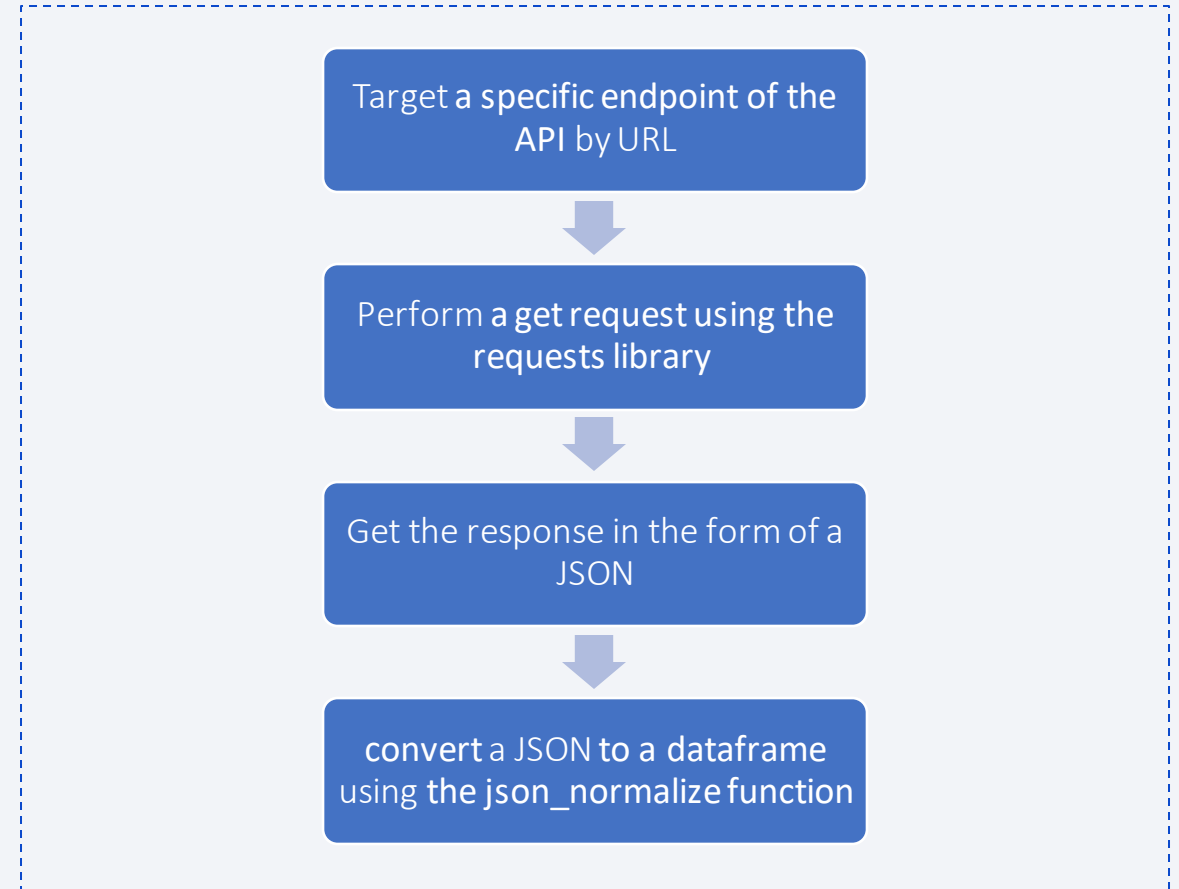 Target a specific endpoint of the
API by URL
Perform a get request using the
requests library
Get the response in the form of a
JSON
convert a JSON to a dataframe
using the json_normalize function